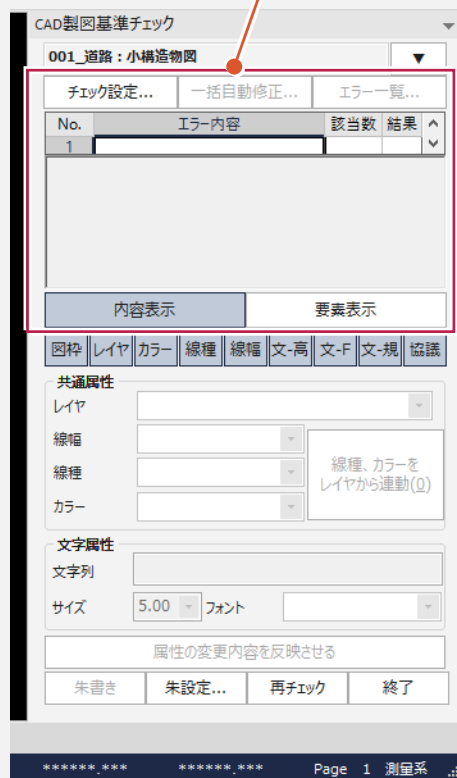 CAD製図基準チェック
001_道路：小構造物図 ▼
チェック設定... 一括自動修正... エラー一覧...
No. エラー内容 該当数 結果
1
内容表示 要素表示
図枠 レイヤ カラー 線種 線幅 文-高 文-F 文-規 協議
共通属性
レイヤ
線幅
線種
カラー
線種、カラーを
レイヤから連動(0)
文字属性
文字列
サイズ 5.00 フォント
属性の変更内容を反映させる
朱書き 朱設定... 再チェック 終了
******.*** ******.*** Page 1 測量系